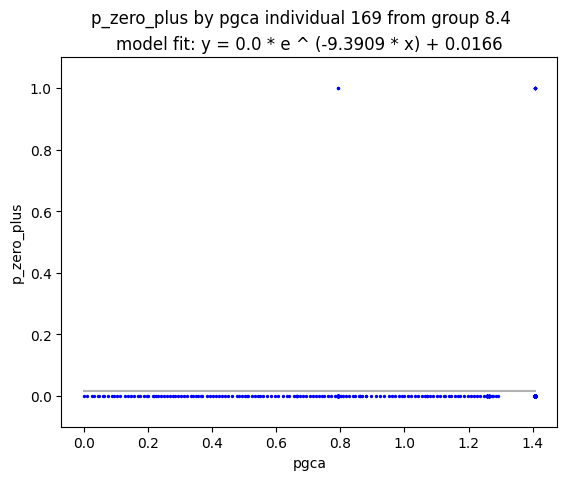 p_zero_plus by pgca individual 169 from group 8.4
model fit: y = 0.0 * e ^ (-9.3909 * x) + 0.0166
1.0
0.8
0.6
0.4
0.2
0.0
p_zero_plus
0.0 0.2 0.4 0.6 0.8 1.0 1.2 1.4
pgca